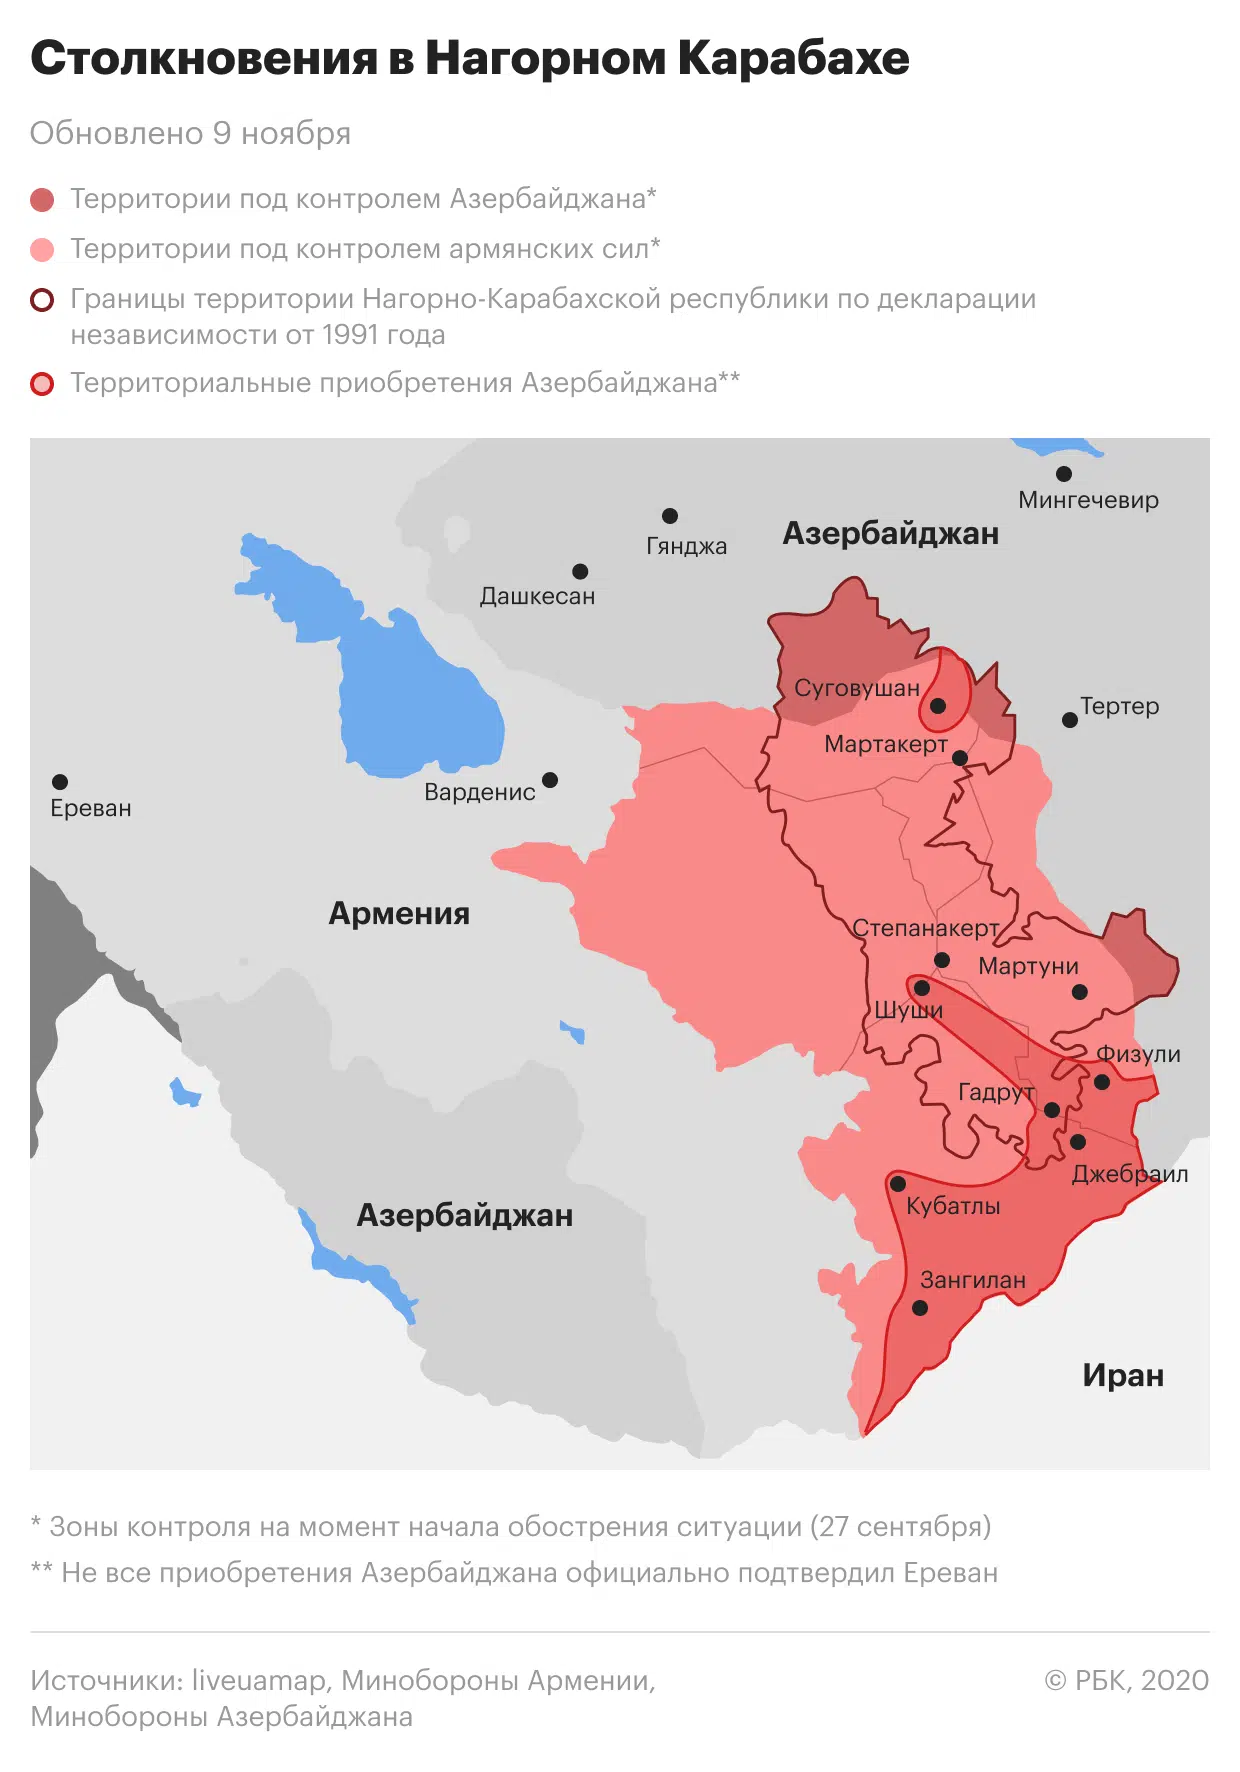 Столкновения в Нагорном Карабахе
Обновлено 9 ноября
Территории под контролем Азербайджана*
Территории под контролем армянских сил*
Границы территории Нагорно-Карабахской республики по декларации
независимости от 1991 года
Территориальные приобретения Азербайджана**
Мингечевир
Гянджа
Азербайджан
Дашкесан
Суговушан
Тертер
Мартакерт
Варденис
Ереван
Армения
Степанакерт
Мартуни
Шуши
Физули
Гадрут
Джебраил
Кубатлы
Азербайджан
Зангилан
Иран
* Зоны контроля на момент начала обострения ситуации (27 сентября)
** Не все приобретения Азербайджана официально подтвердил Ереван
Источники: liveuamap, Минобороны Армении,
Минобороны Азербайджана
© РБК, 2020